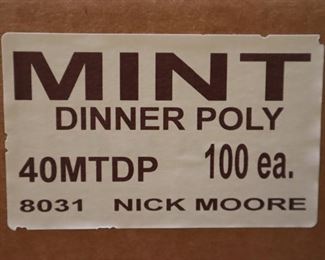 MINT
DINNER POLY
40MTDP 100 ea.
8031 NICK MOORE